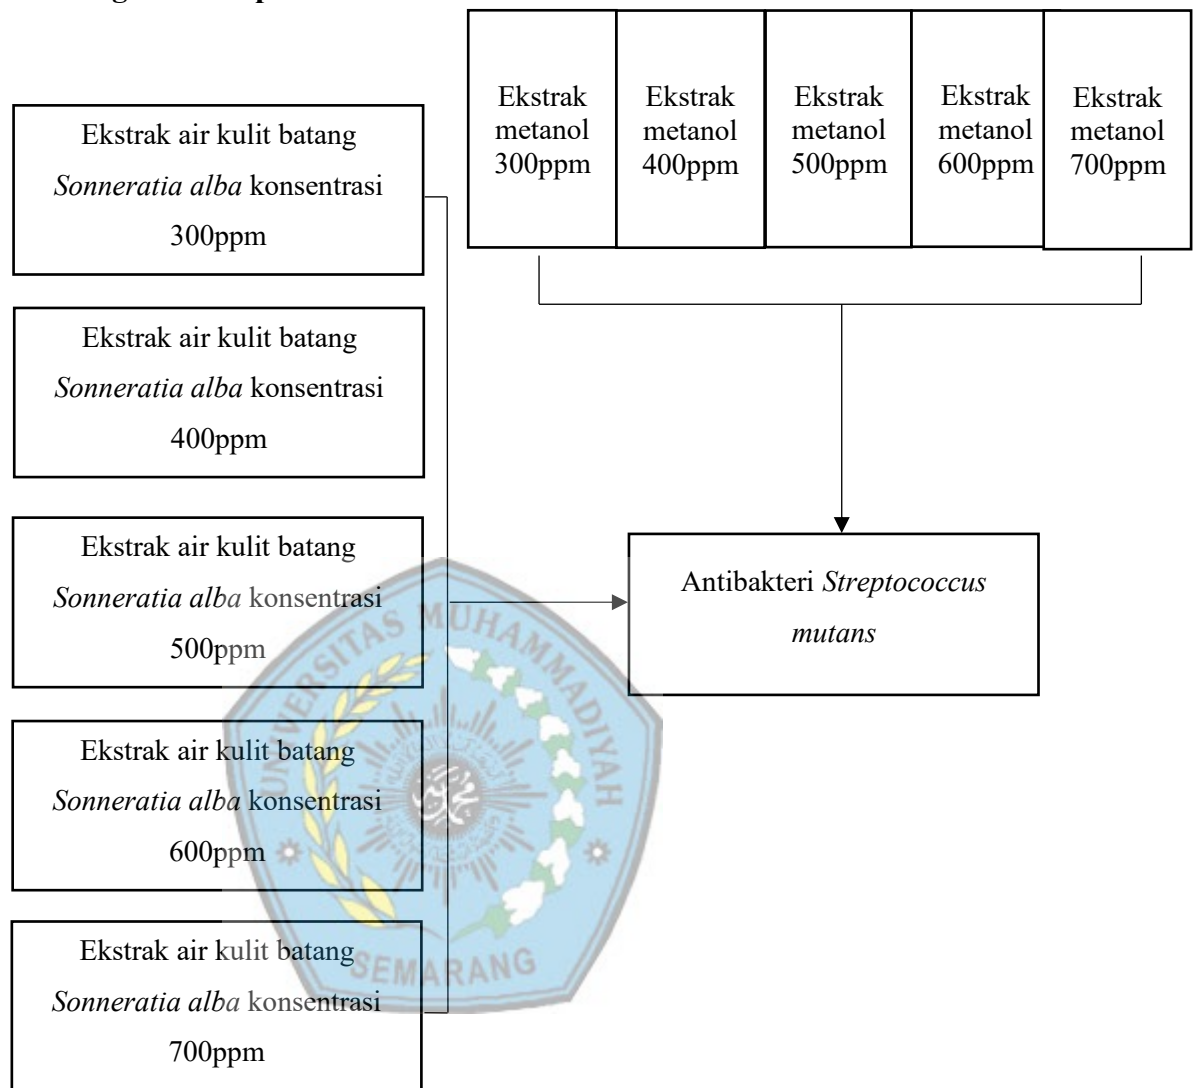 Ekstrak
metanol
300ppm
Ekstrak
metanol
400ppm
Ekstrak
metanol
500ppm
Ekstrak
metanol
600ppm
Ekstrak
metanol
700ppm
Ekstrak air kulit batang
Sonneratia alba konsentrasi
300ppm
Ekstrak air kulit batang
Sonneratia alba konsentrasi
400ppm
Ekstrak air kulit batang
Sonneratia alba konsentrasi
500ppm
Antibakteri Streptococcus
mutans
Ekstrak air kulit batang
Sonneratia alba konsentrasi
600ppm
Ekstrak air kulit batang
Sonneratia alba konsentrasi
700ppm
UNIVERSITAS MUHAMMADIYAH
SEMARANG